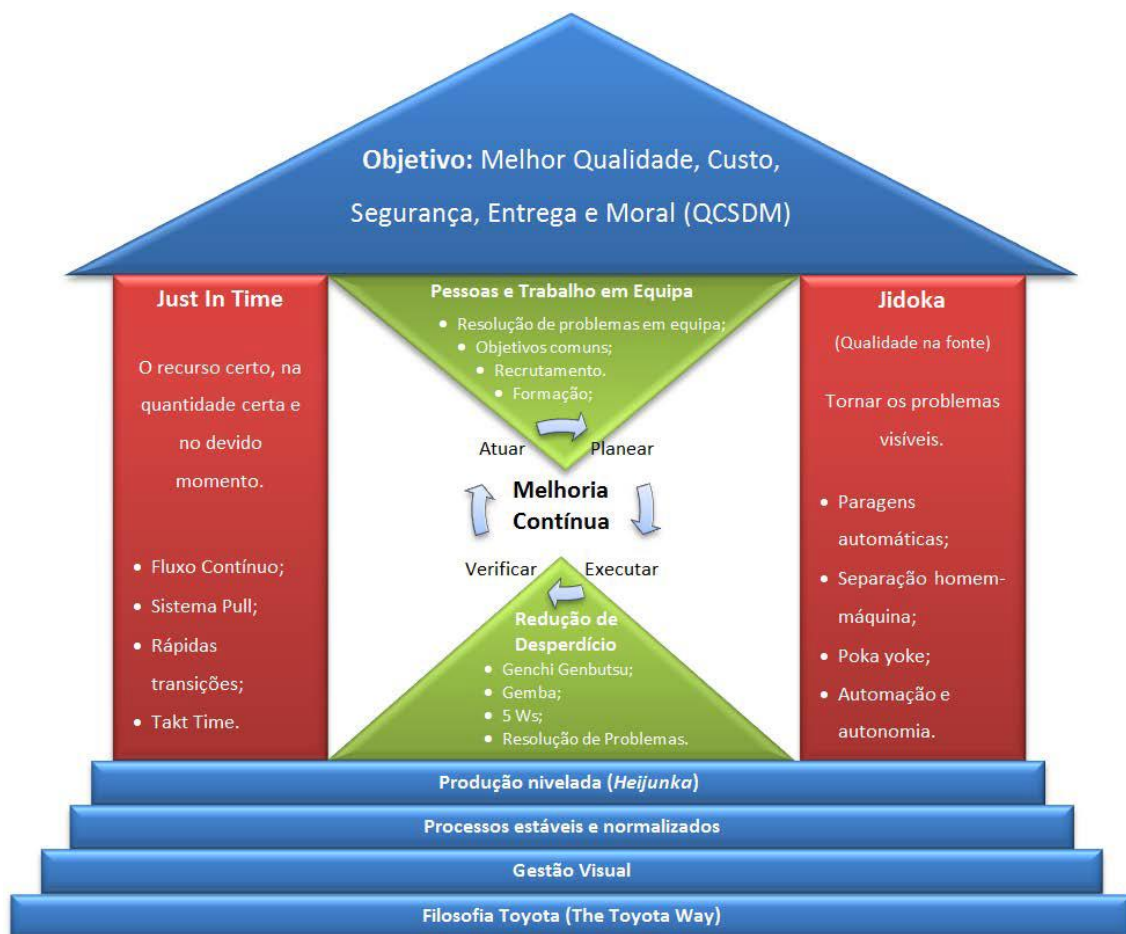 Objetivo: Melhor Qualidade, Custo,
Segurança, Entrega e Moral (QCSDM)
Just In Time
O recurso certo, na
quantidade certa e
no devido
momento.
• Fluxo Contínuo;
• Sistema Pull;
• Rápidas
transições;
• Takt Time.
Pessoas e Trabalho em Equipa
• Resolução de problemas em equipa;
• Objetivos comuns;
• Recrutamento.
• Formação;
Atuar
Planear
Melhoria
Contínua
Verificar
Executar
Redução de
Desperdício
• Genchi Genbutsu;
• Gemba;
• 5 Ws;
• Resolução de Problemas.
Jidoka
(Qualidade na fonte)
Tornar os problemas
visíveis.
• Paragens
automáticas;
• Separação homem-
máquina;
• Poka yoke;
• Automação e
autonomia.
Produção nivelada (Heijunka)
Processos estáveis e normalizados
Gestão Visual
Filosofia Toyota (The Toyota Way)